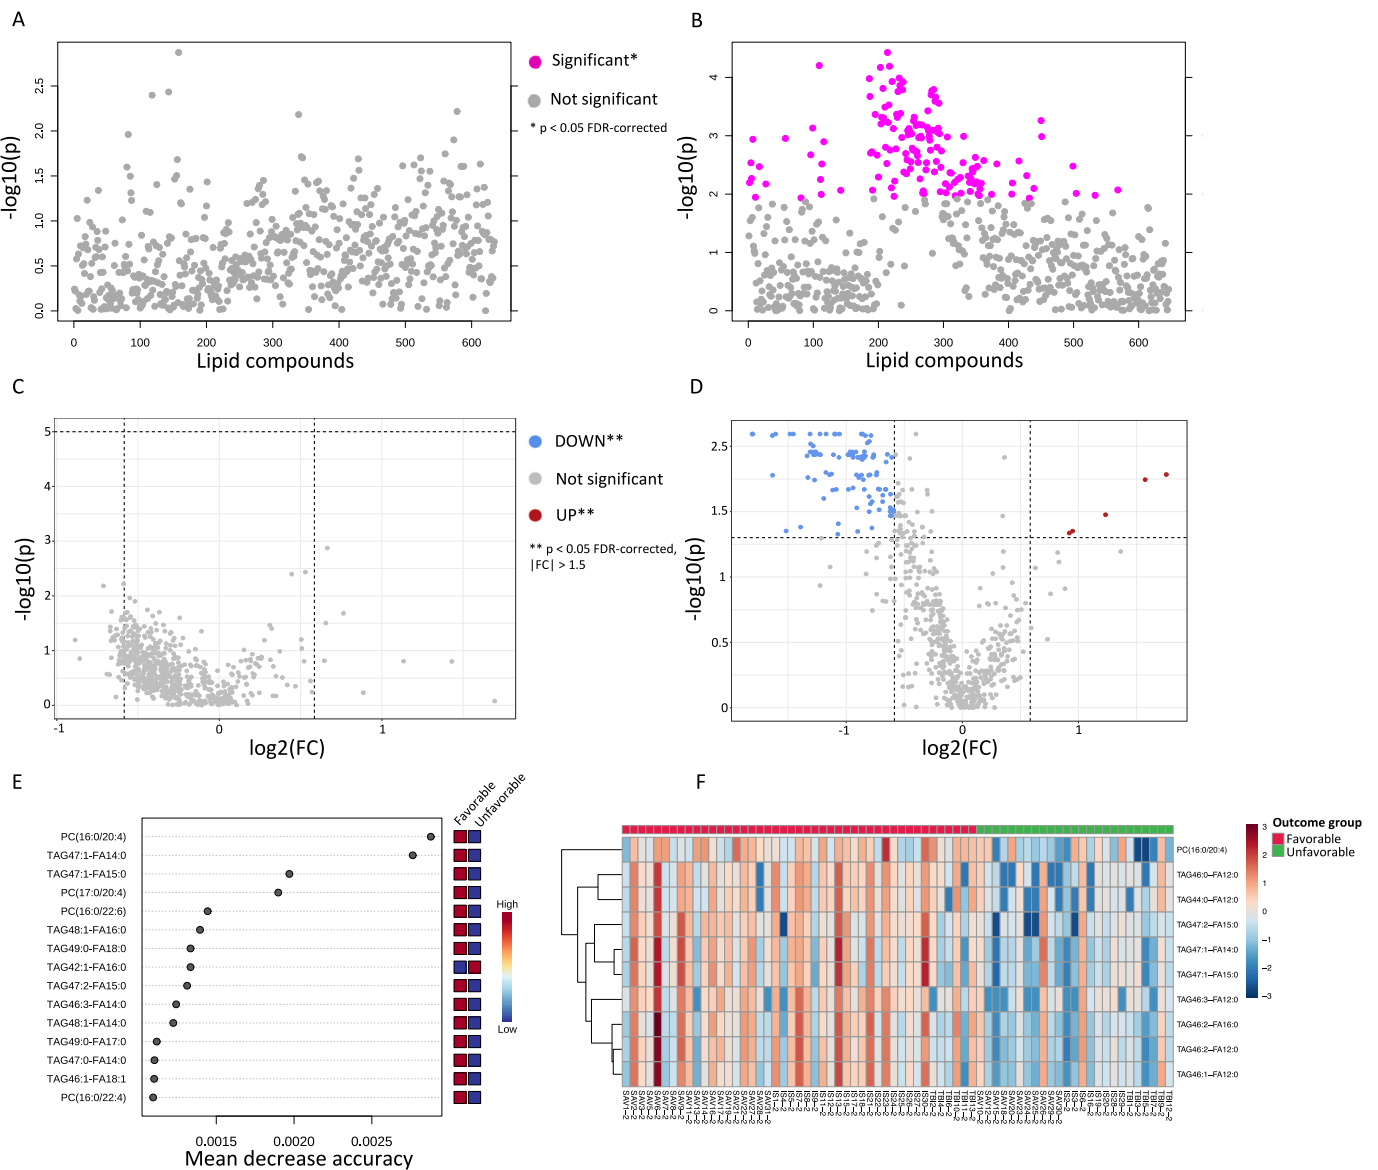 A
-log10(p)
0.0
0.5
1.0
1.5
2.0
2.5
0
100
200
300
400
500
600
Lipid compounds
Significant*
Not significant
* p < 0.05 FDR-corrected
B
-log10(p)
0
1
2
3
4
0
100
200
300
400
500
600
Lipid compounds
C
-log10(p)
5
4
3
2
1
0
-1
0
1
log2(FC)
DOWN**
Not significant
UP**
** p < 0.05 FDR-corrected,
|FC| > 1.5
D
-log10(p)
2.5
1.5
1
0.5
0
-1
0
1
log2(FC)
E
Favorable
Unfavorable
PC(16:0/20:4)
TAG47:1-FA14:0
TAG47:1-FA15:0
PC(17:0/20:4)
PC(16:0/22:6)
TAG48:1-FA16:0
TAG49:0-FA18:0
TAG42:1-FA16:0
TAG47:2-FA15:0
TAG46:3-FA14:0
TAG48:1-FA14:0
TAG49:0-FA17:0
TAG47:0-FA14:0
TAG46:1-FA18:1
PC(16:0/22:4)
0.0015
0.0020
0.0025
Mean decrease accuracy
High
Low
F
PC(16:0/20:4)
TAG46:0−FA12:0
TAG44:0−FA12:0
TAG47:2−FA15:0
TAG47:1−FA14:0
TAG47:1−FA15:0
TAG46:3−FA12:0
TAG46:2−FA16:0
TAG46:2−FA12:0
TAG46:1−FA12:0
3
2
1
0
−1
−2
−3
Outcome group
Favorable
Unfavorable